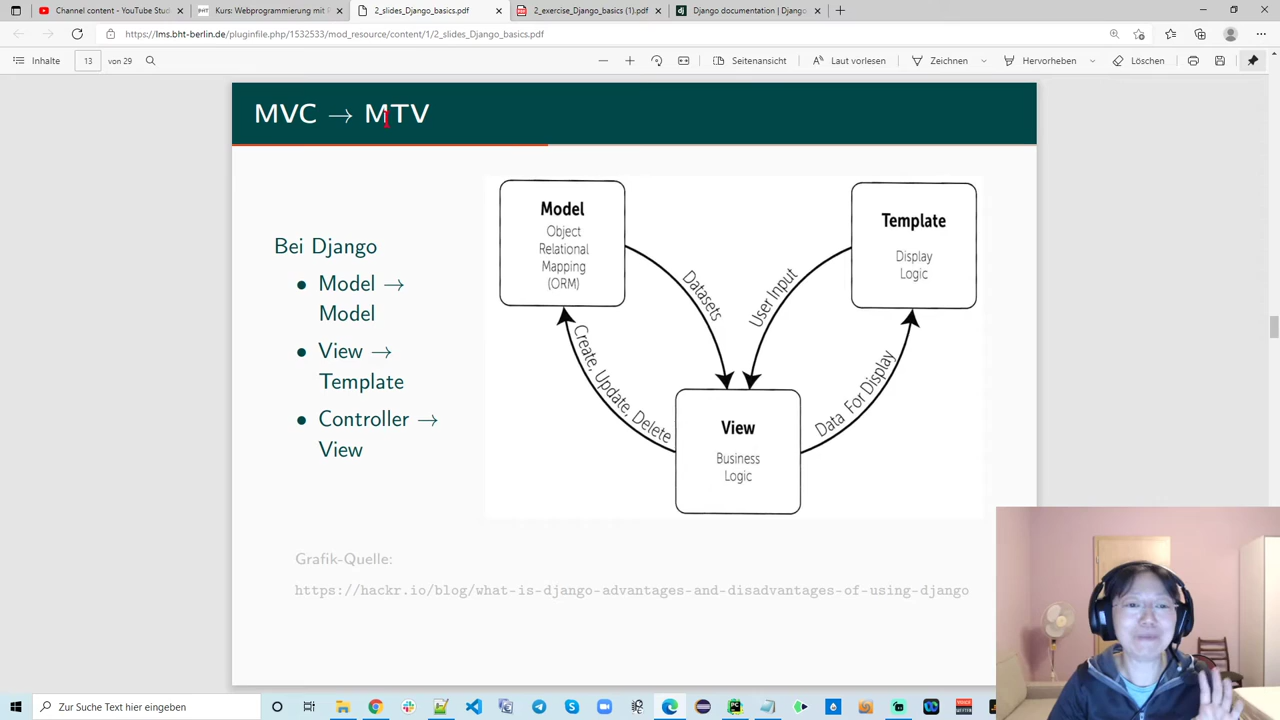 Channel content - YouTube Studi
Kurs: Webprogrammierung mit P
2_slides_Django_basics.pdf
2_exercise_Django_basics (1).pdf
Django documentation | Django
https://lms.bht-berlin.de/pluginfile.php/1532533/mod_resource/content/1/2_slides_Django_basics.pdf
Inhalte
13
von 29
Seitenansicht
Laut vorlesen
Zeichnen
Hervorheben
Löschen
MVC → MTV
Bei Django
• Model →
Model
• View →
Template
• Controller →
View
Model
Object
Relational
Mapping
(ORM)
Datasets
Create, Update, Delete
Template
Display
Logic
User Input
Data For Display
View
Business
Logic
Grafik-Quelle:
https://hackr.io/blog/what-is-django-advantages-and-disadvantages-of-using-django
Zur Suche Text hier eingeben